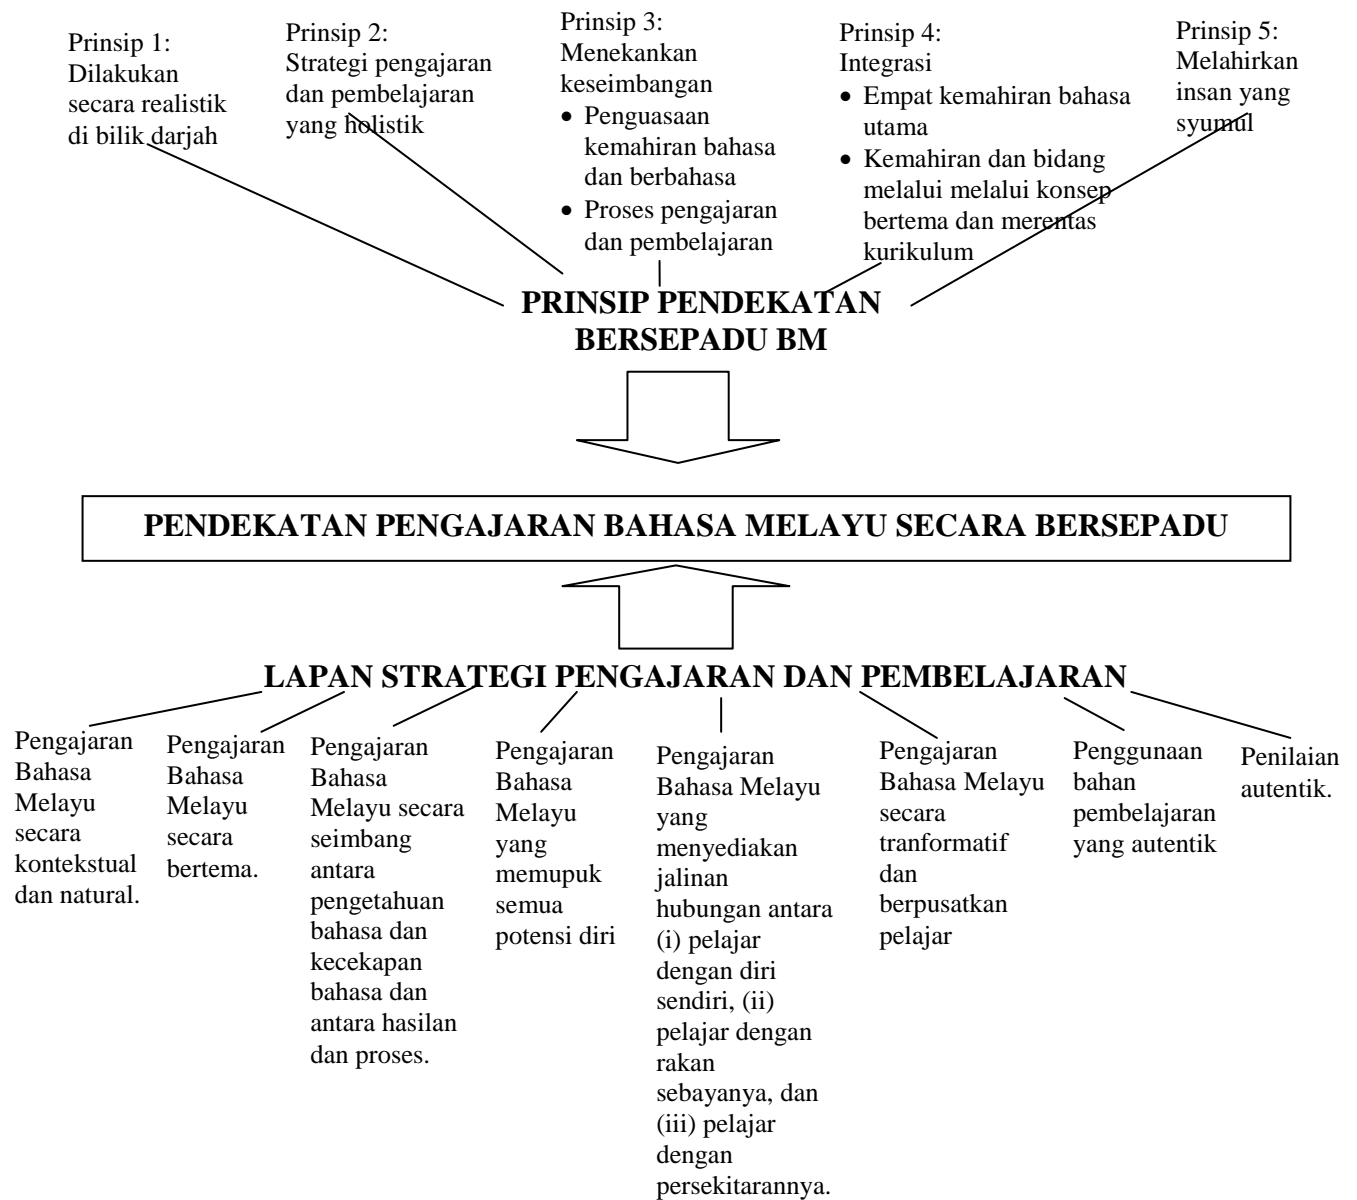 Prinsip 1:
Dilakukan
secara realistik
di bilik darjah
Prinsip 2:
Strategi pengajaran
dan pembelajaran
yang holistik
Prinsip 3:
Menekankan
keseimbangan
• Penguasaan
kemahiran bahasa
dan berbahasa
• Proses pengajaran
dan pembelajaran
Prinsip 4:
Integrasi
• Empat kemahiran bahasa
utama
• Kemahiran dan bidang
melalui melalui konsep
bertema dan merentas
kurikulum
Prinsip 5:
Melahirkan
insan yang
syumul
PRINSIP PENDEKATAN
BERSEPADU BM
PENDEKATAN PENGAJARAN BAHASA MELAYU SECARA BERSEPADU
LAPAN STRATEGI PENGAJARAN DAN PEMBELAJARAN
Pengajaran
Bahasa
Melayu
secara
kontekstual
dan natural.
Pengajaran
Bahasa
Melayu
secara
bertema.
Pengajaran
Bahasa
Melayu secara
seimbang
antara
pengetahuan
bahasa dan
kecekapan
bahasa dan
antara hasilan
dan proses.
Pengajaran
Bahasa
Melayu
yang
memupuk
semua
potensi diri
Pengajaran
Bahasa Melayu
yang
menyediakan
jalinan
hubungan antara
(i) pelajar
dengan diri
sendiri, (ii)
pelajar dengan
rakan
sebayanya, dan
(iii) pelajar
dengan
persekitarannya.
Pengajaran
Bahasa Melayu
secara
tranformatif
dan
berpusatkan
pelajar
Penggunaan
bahan
pembelajaran
yang autentik
Penilaian
autentik.